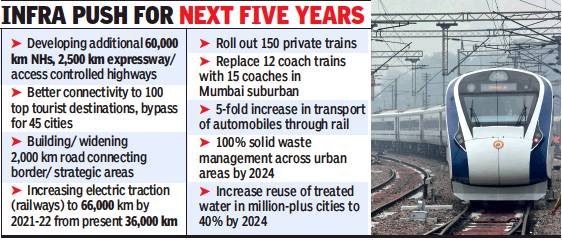 INFRA PUSH FOR NEXT FIVE YEARS
➤ Developing additional 60,000
km NHs, 2,500 km expressway/
access controlled highways
➤ Better connectivity to 100
top tourist destinations, bypass
for 45 cities
➤ Building/ widening
2,000 km road connecting
border/ strategic areas
➤ Increasing electric traction
(railways) to 66,000 km by
2021-22 from present 36,000 km
➤ Roll out 150 private trains
➤ Replace 12 coach trains
with 15 coaches in
Mumbai suburban
➤ 5-fold increase in transport
of automobiles through rail
➤ 100% solid waste
management across urban
areas by 2024
➤ Increase reuse of treated
water in million-plus cities to
40% by 2024